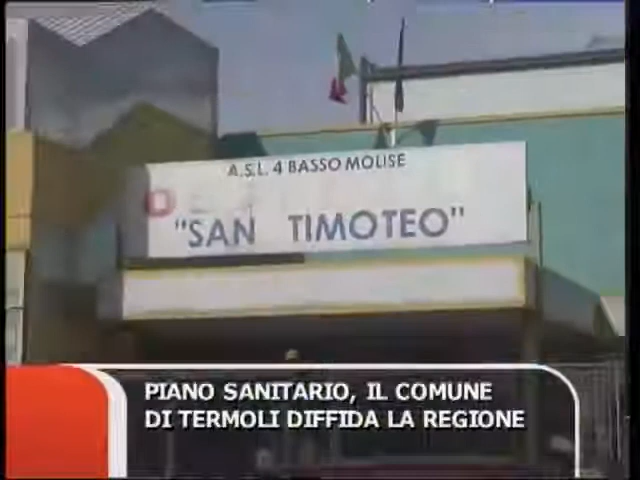 A.S.L. 4 BASSO MOLISE
"SAN TIMOTEO"
PIANO SANITARIO, IL COMUNE
DI TERMOLI DIFFIDA LA REGIONE